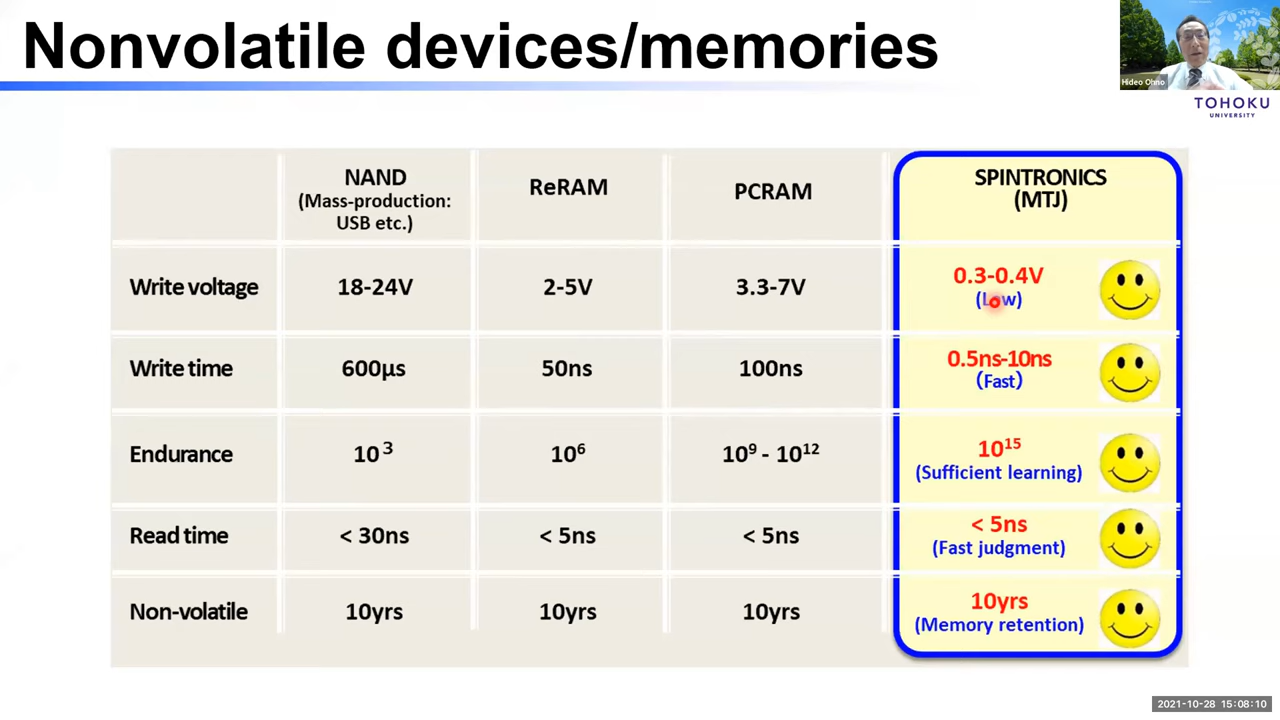 Nonvolatile devices/memories
Hideo Ohno
TOHOKU
UNIVERSITY
NAND
(Mass-production:
USB etc.)
ReRAM
PCRAM
SPINTRONICS
(MTJ)
Write voltage
18-24V
2-5V
3.3-7V
0.3-0.4V
(Low)
Write time
600μs
50ns
100ns
0.5ns-10ns
(Fast)
Endurance
10³
10⁶
10⁹ - 10¹²
10¹⁵
(Sufficient learning)
Read time
< 30ns
< 5ns
< 5ns
< 5ns
(Fast judgment)
Non-volatile
10yrs
10yrs
10yrs
10yrs
(Memory retention)
2021-10-28 15:08:10